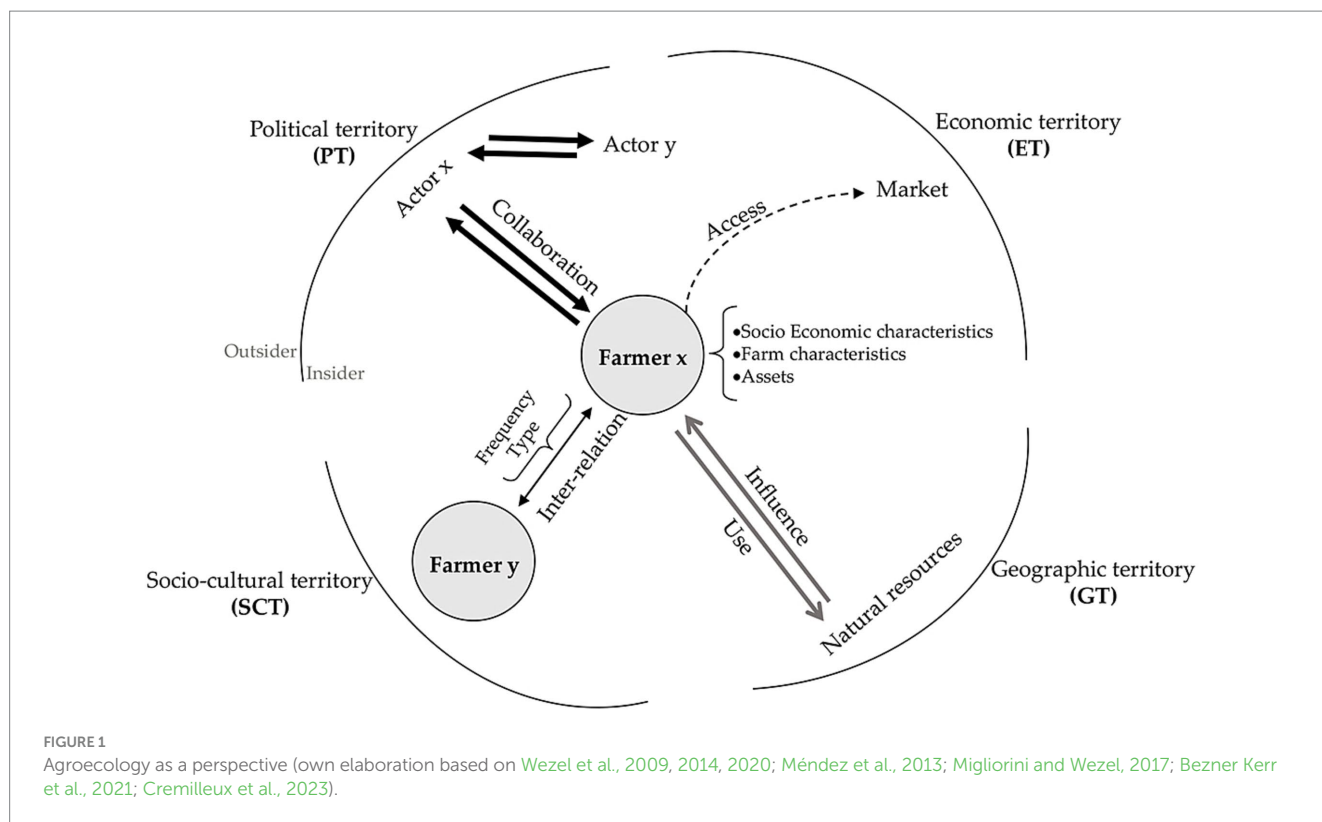 Political territory
(PT)
Actor x
Actor y
Collaboration
Economic territory
(ET)
Market
Access
Outsider
Insider
Farmer x
•Socio Economic characteristics
•Farm characteristics
•Assets
Frequency
Type
Inter-relation
Farmer y
Socio-cultural territory
(SCT)
Influence
Use
Natural resources
Geographic territory
(GT)
FIGURE 1
Agroecology as a perspective (own elaboration based on Wezel et al., 2009, 2014, 2020; Méndez et al., 2013; Migliorini and Wezel, 2017; Bezner Kerr
et al., 2021; Cremilleux et al., 2023).